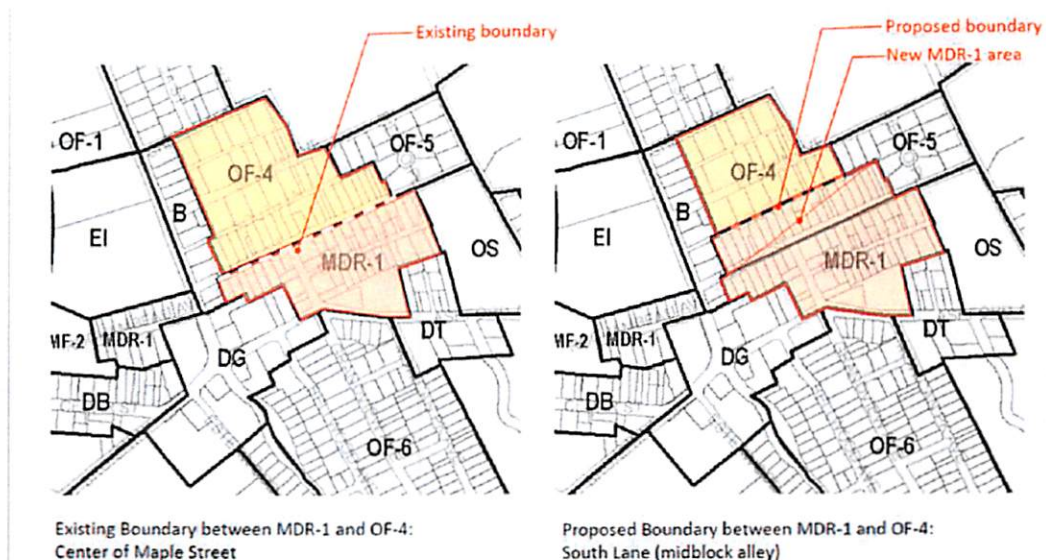 Existing boundary
Proposed boundary
New MDR-1 area
OF-1
OF-4
OF-5
B
EI
MDR-1
OS
MF-2
MDR-1
DG
DT
DB
OF-6
OF-1
OF-4
OF-5
B
EI
MDR-1
OS
MF-2
MDR-1
DG
DT
DB
OF-6
Existing Boundary between MDR-1 and OF-4:
Center of Maple Street
Proposed Boundary between MDR-1 and OF-4:
South Lane (midblock alley)